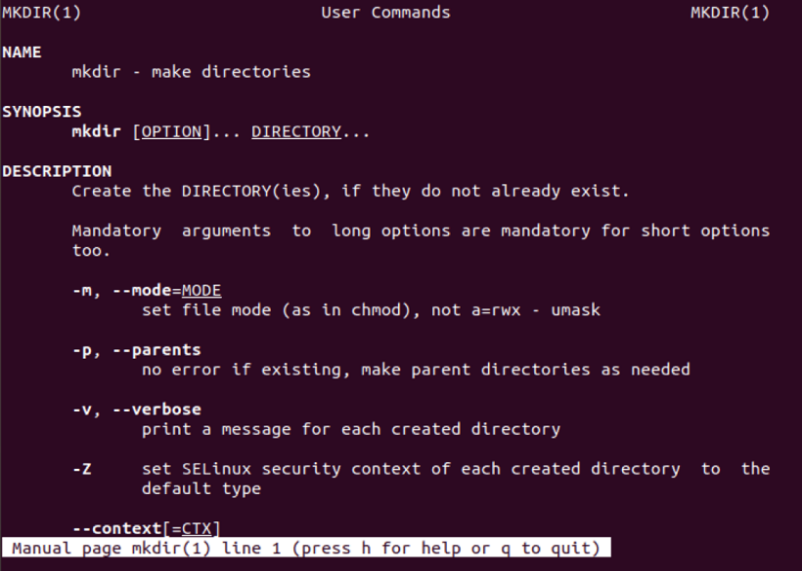 MKDIR(1) User Commands MKDIR(1)
NAME
mkdir - make directories
SYNOPSIS
mkdir [OPTION]... DIRECTORY...
DESCRIPTION
Create the DIRECTORY(ies), if they do not already exist.
Mandatory arguments to long options are mandatory for short options
too.
-m, --mode=MODE
set file mode (as in chmod), not a=rwx - umask
-p, --parents
no error if existing, make parent directories as needed
-v, --verbose
print a message for each created directory
-Z set SELinux security context of each created directory to the
default type
--context[=CTX]
Manual page mkdir(1) line 1 (press h for help or q to quit)